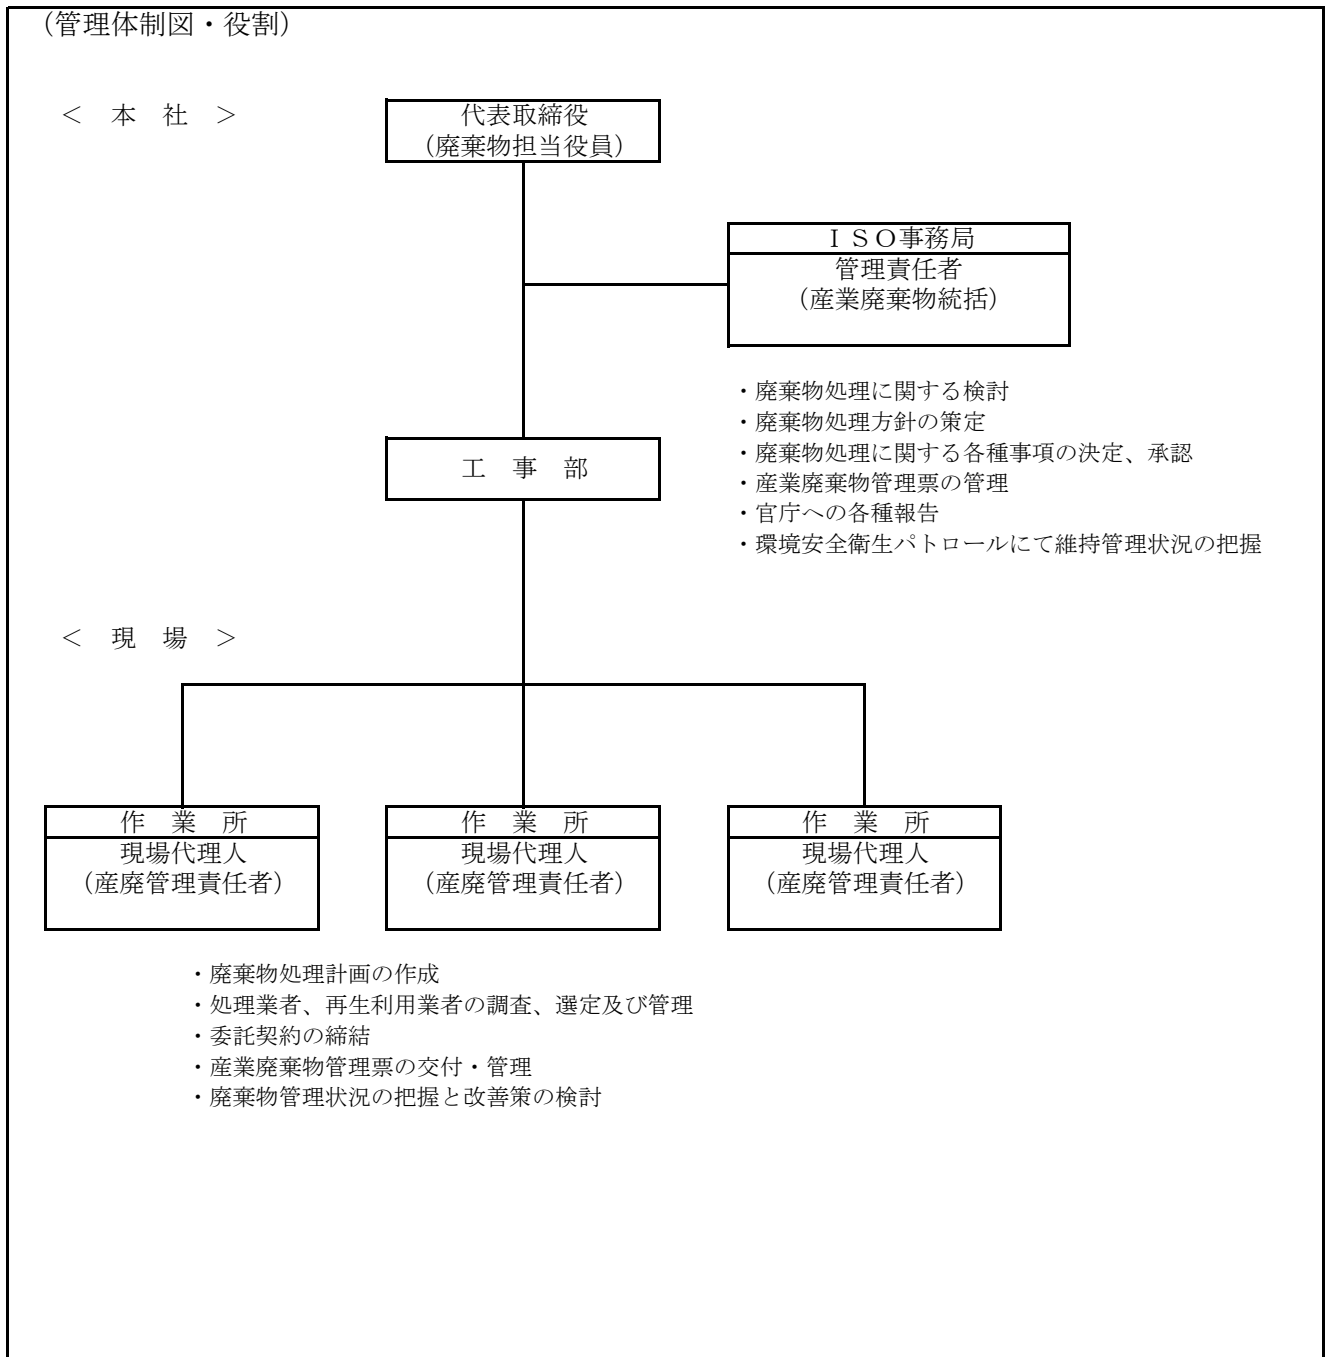 （管理体制図・役割）
＜　本　社　＞
代表取締役
（廃棄物担当役員）
ＩＳＯ事務局
管理責任者
（産業廃棄物統括）
・廃棄物処理に関する検討
・廃棄物処理方針の策定
・廃棄物処理に関する各種事項の決定、承認
・産業廃棄物管理票の管理
・官庁への各種報告
・環境安全衛生パトロールにて維持管理状況の把握
工　事　部
＜　現　場　＞
作　業　所
現場代理人
（産廃管理責任者）
作　業　所
現場代理人
（産廃管理責任者）
作　業　所
現場代理人
（産廃管理責任者）
・廃棄物処理計画の作成
・処理業者、再生利用業者の調査、選定及び管理
・委託契約の締結
・産業廃棄物管理票の交付・管理
・廃棄物管理状況の把握と改善策の検討